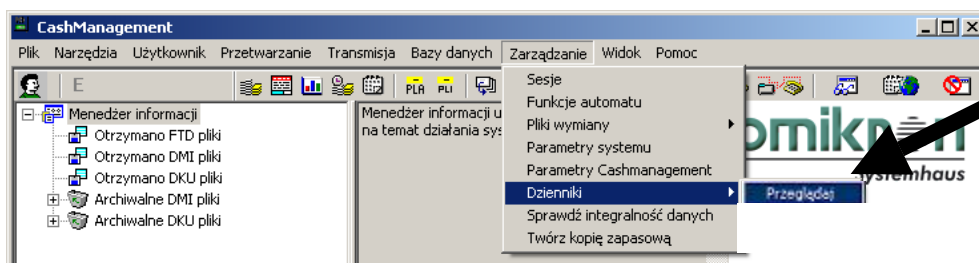 CashManagement
Plik Narzędzia Użytkownik Przetwarzanie Transmisja Bazy danych Zarządzanie Widok Pomoc
E
PLA PLI
Menedżer informacji
Otrzymano FTD pliki
Otrzymano DMI pliki
Otrzymano DKU pliki
Archiwalne DMI pliki
Archiwalne DKU pliki
Menedżer informacji u
na temat działania sys
Sesje
Funkcje automatu
Pliki wymiany
Parametry systemu
Parametry Cashmanagement
Dzienniki
Sprawdź integralność danych
Twórz kopię zapasową
Przeglądaj
omikron
systemhaus